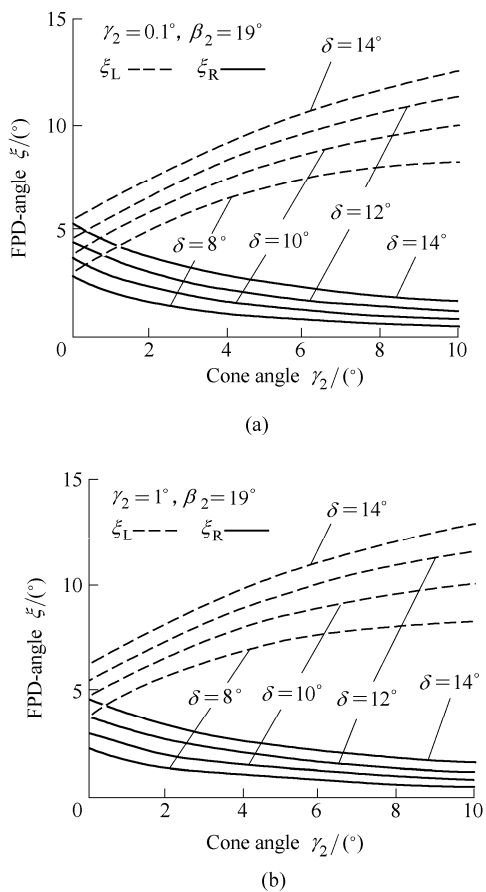 15
γ₂=0.1°, β₂=19°
ξL ξR
δ=14°
10
FPD-angle ξ/(°)
5
δ=8° δ=10° δ=12° δ=14°
0 2 4 6 8 10
Cone angle γ₂/(°)
(a)
15
γ₂=1°, β₂=19°
ξL ξR
δ=14°
10
FPD-angle ξ/(°)
5
δ=8° δ=10° δ=12° δ=14°
0 2 4 6 8 10
Cone angle γ₂/(°)
(b)